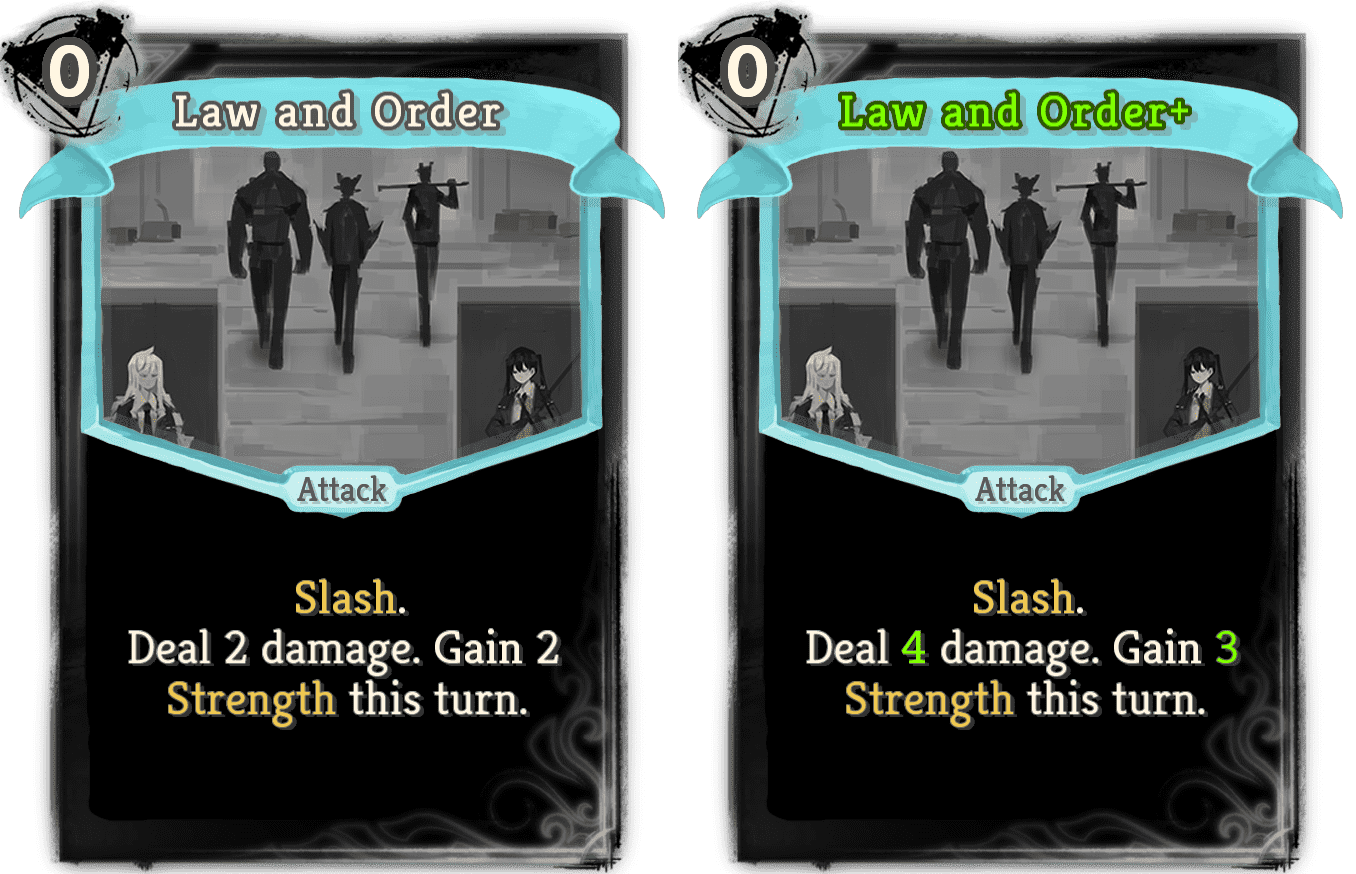 0
Law and Order
Attack
Slash.
Deal 2 damage. Gain 2
Strength this turn.
0
Law and Order+
Attack
Slash.
Deal 4 damage. Gain 3
Strength this turn.